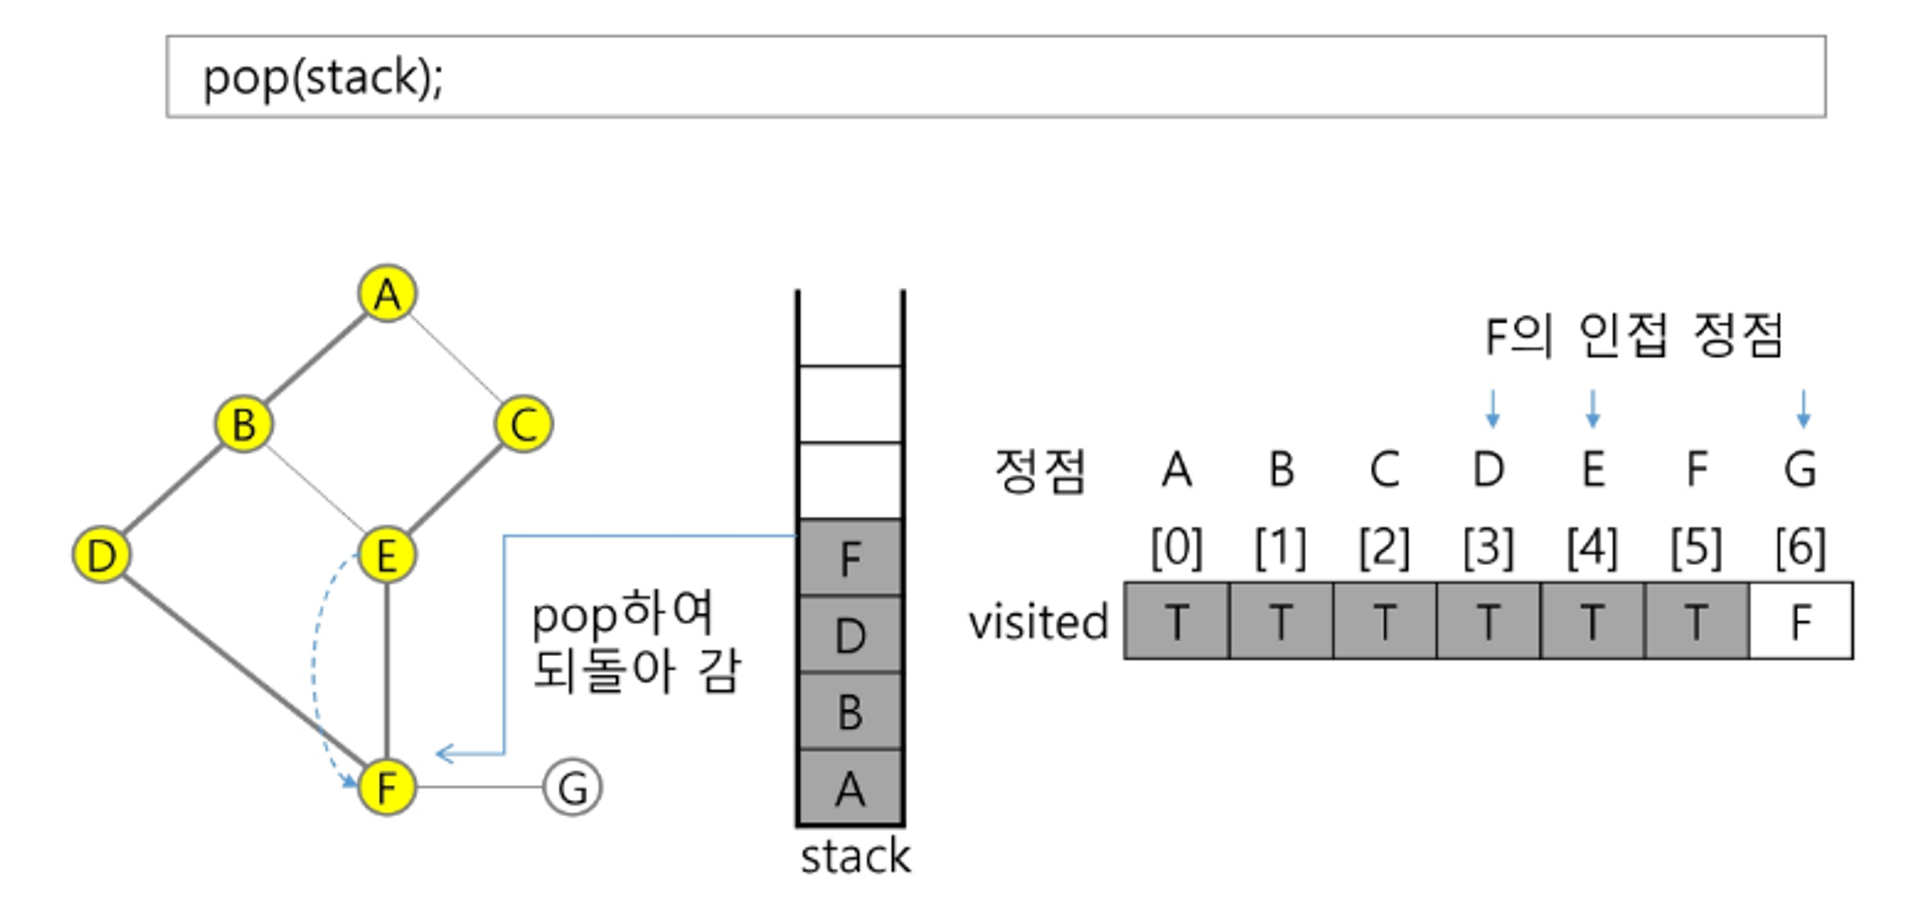 pop(stack);
A
B
C
D
E
F
G
pop하여
되돌아 감
F
D
B
A
stack
F의 인접 정점
정점 A B C D E F G
[0] [1] [2] [3] [4] [5] [6]
visited T T T T T T F